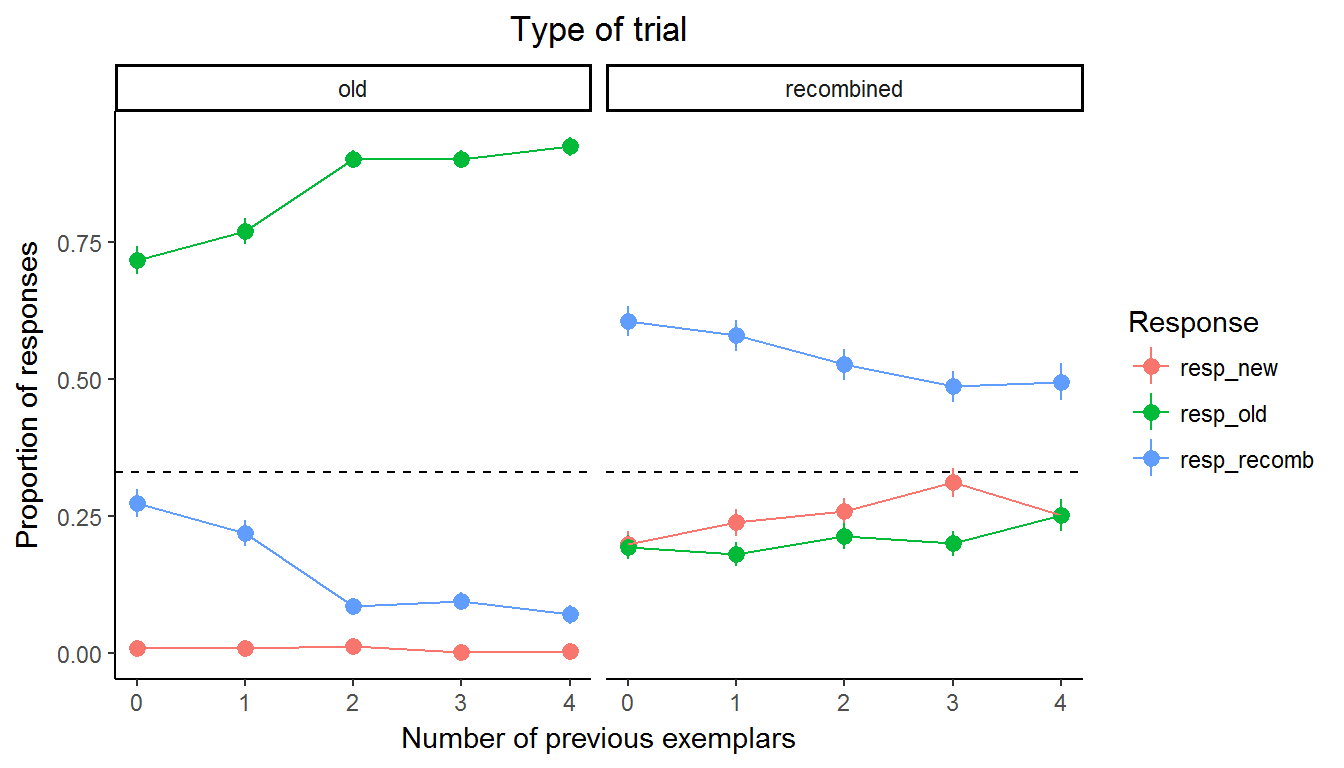 Type of trial
old
recombined
Proportion of responses
0.75
0.50
0.25
0.00
0 1 2 3 4
0 1 2 3 4
Number of previous exemplars
Response
resp_new
resp_old
resp_recomb